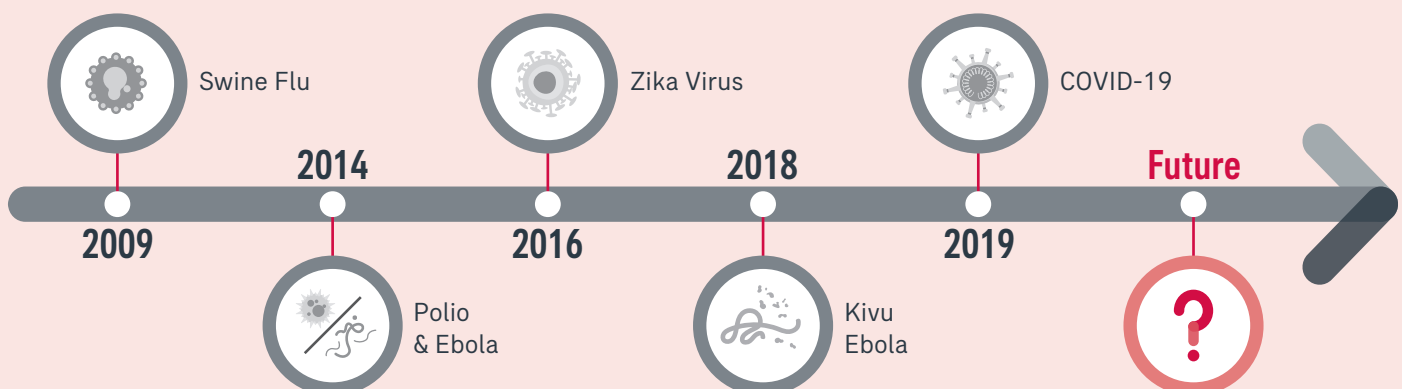 Swine Flu
2009
2014
Polio
& Ebola
Zika Virus
2016
2018
Kivu
Ebola
COVID-19
2019
Future
?